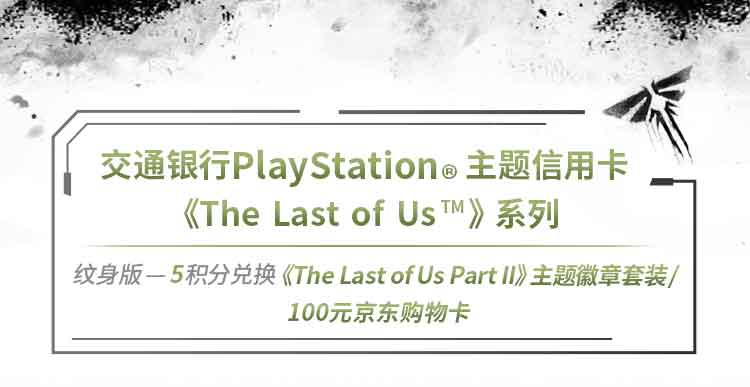 交通银行PlayStation®主题信用卡
《The Last of Us™》系列
纹身版 — 5积分兑换《The Last of Us Part II》主题徽章套装/
100元京东购物卡